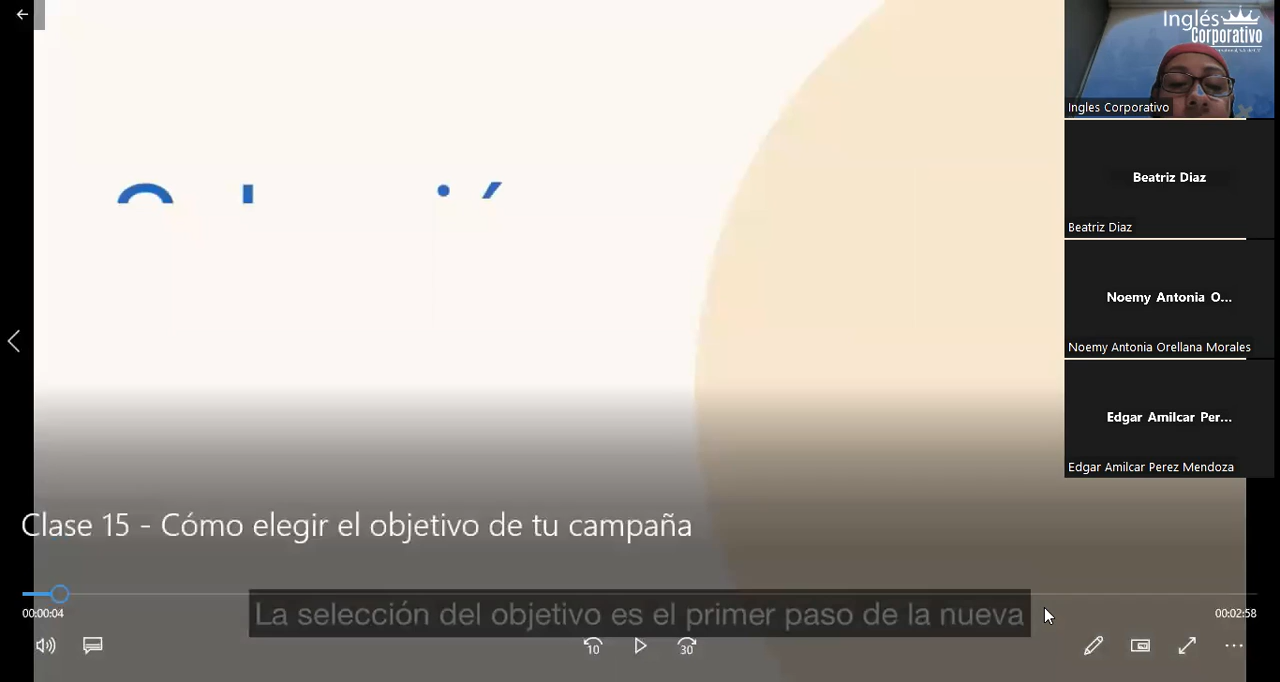 Inglés
Corporativo
Ingles Corporativo
Beatriz Diaz
Beatriz Diaz
Noemy Antonia O...
Noemy Antonia Orellana Morales
Edgar Amilcar Per...
Edgar Amilcar Perez Mendoza
Clase 15 - Cómo elegir el objetivo de tu campaña
00:00:04
La selección del objetivo es el primer paso de la nueva
00:02:58
10
30